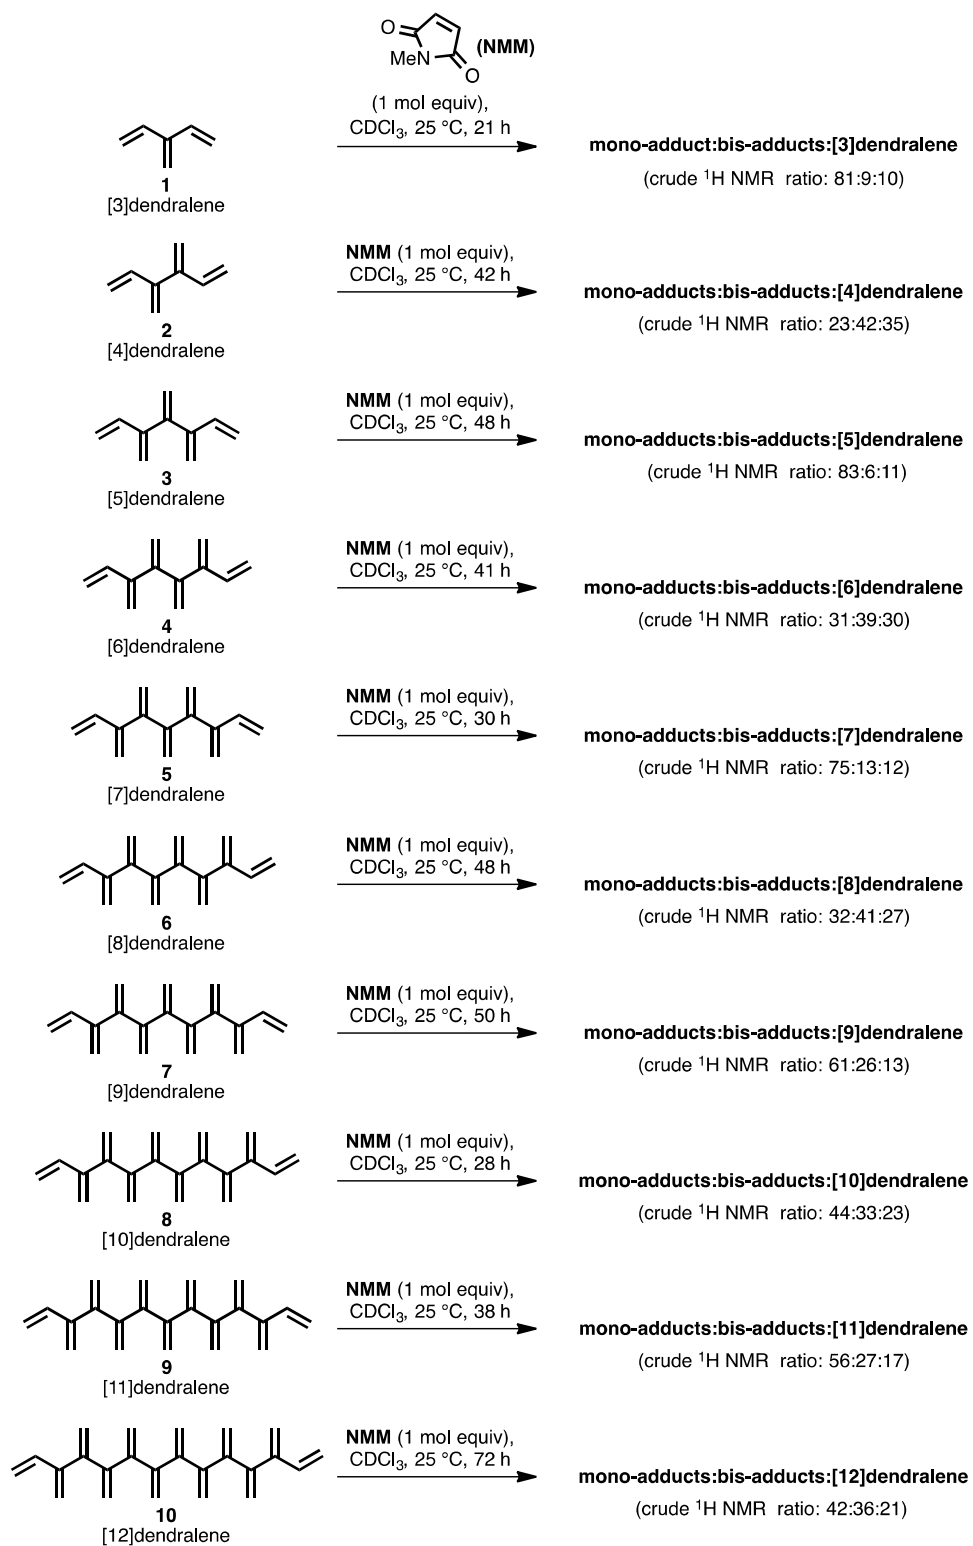 O
(NMM)
MeN
O
(1 mol equiv),
CDCl3, 25 °C, 21 h
mono-adduct:bis-adducts:[3]dendralene
(crude 1H NMR ratio: 81:9:10)
1
[3]dendralene
NMM (1 mol equiv),
CDCl3, 25 °C, 42 h
mono-adducts:bis-adducts:[4]dendralene
(crude 1H NMR ratio: 23:42:35)
2
[4]dendralene
NMM (1 mol equiv),
CDCl3, 25 °C, 48 h
mono-adducts:bis-adducts:[5]dendralene
(crude 1H NMR ratio: 83:6:11)
3
[5]dendralene
NMM (1 mol equiv),
CDCl3, 25 °C, 41 h
mono-adducts:bis-adducts:[6]dendralene
(crude 1H NMR ratio: 31:39:30)
4
[6]dendralene
NMM (1 mol equiv),
CDCl3, 25 °C, 30 h
mono-adducts:bis-adducts:[7]dendralene
(crude 1H NMR ratio: 75:13:12)
5
[7]dendralene
NMM (1 mol equiv),
CDCl3, 25 °C, 48 h
mono-adducts:bis-adducts:[8]dendralene
(crude 1H NMR ratio: 32:41:27)
6
[8]dendralene
NMM (1 mol equiv),
CDCl3, 25 °C, 50 h
mono-adducts:bis-adducts:[9]dendralene
(crude 1H NMR ratio: 61:26:13)
7
[9]dendralene
NMM (1 mol equiv),
CDCl3, 25 °C, 28 h
mono-adducts:bis-adducts:[10]dendralene
(crude 1H NMR ratio: 44:33:23)
8
[10]dendralene
NMM (1 mol equiv),
CDCl3, 25 °C, 38 h
mono-adducts:bis-adducts:[11]dendralene
(crude 1H NMR ratio: 56:27:17)
9
[11]dendralene
NMM (1 mol equiv),
CDCl3, 25 °C, 72 h
mono-adducts:bis-adducts:[12]dendralene
(crude 1H NMR ratio: 42:36:21)
10
[12]dendralene